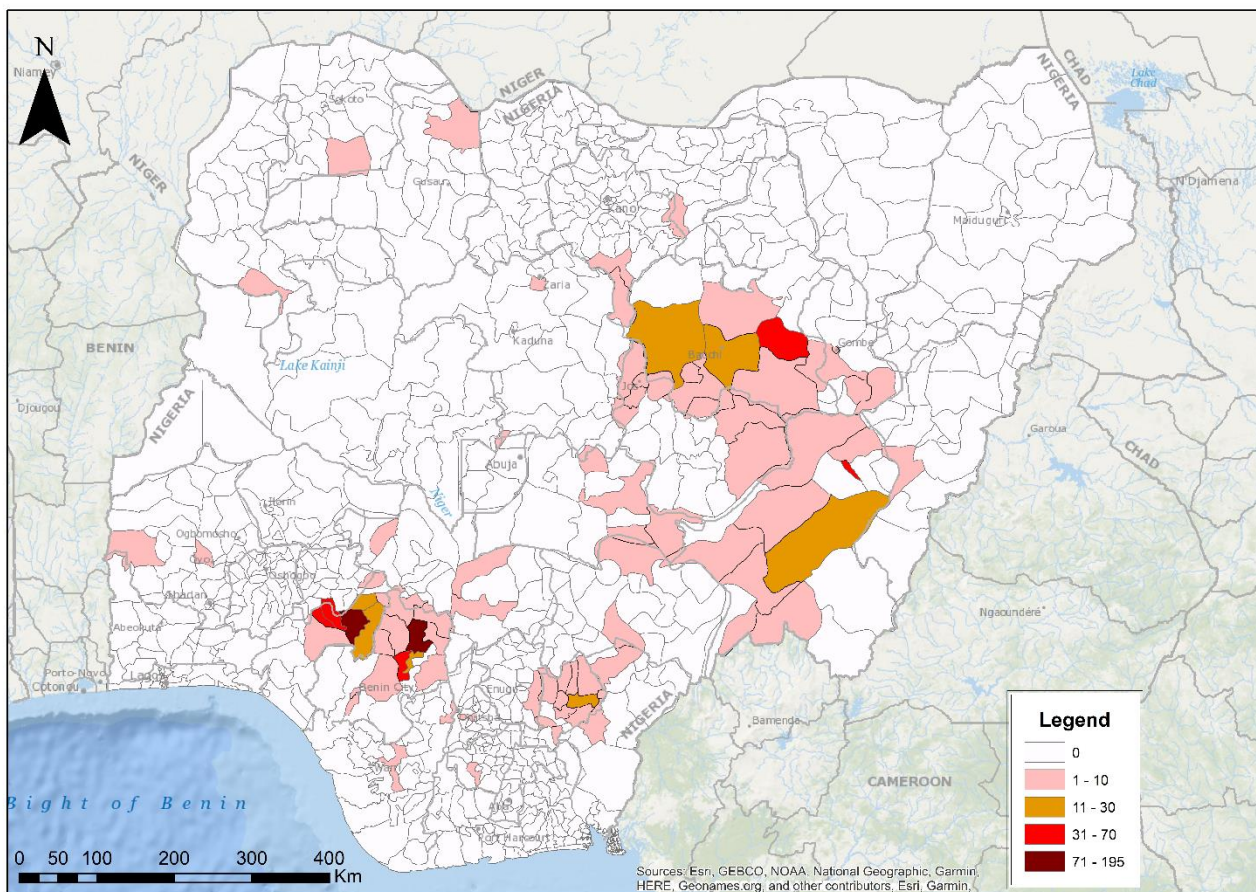 N
Niamey
NIGER
NIGERIA
CHAD
NIGERIA
Lake
Chad
Sokoto
NIGER
Gusau
Kano
Maiduguri
N'Djamena
Zaria
BENIN
Kaduna
Bauchi
Gombe
Lake Kainji
Jos
Djougou
NIGERIA
Garoua
CHAD
Abuja
Niger
Ilorin
Ogbomosho
Oyo
Oshogbo
Ibadan
Ngaoundéré
Abeokuta
Porto-Novo
Cotonou
Lagos
Benin City
Enugu
Onitsha
NIGERIA
Bamenda
Warri
CAMEROON
Aba
Port Harcourt
Bight of Benin
Legend
0
1 - 10
11 - 30
31 - 70
71 - 195
0 50 100 200 300 400
Km
Sources: Esri, GEBCO, NOAA, National Geographic, Garmin,
HERE, Geonames.org, and other contributors, Esri, Garmin,